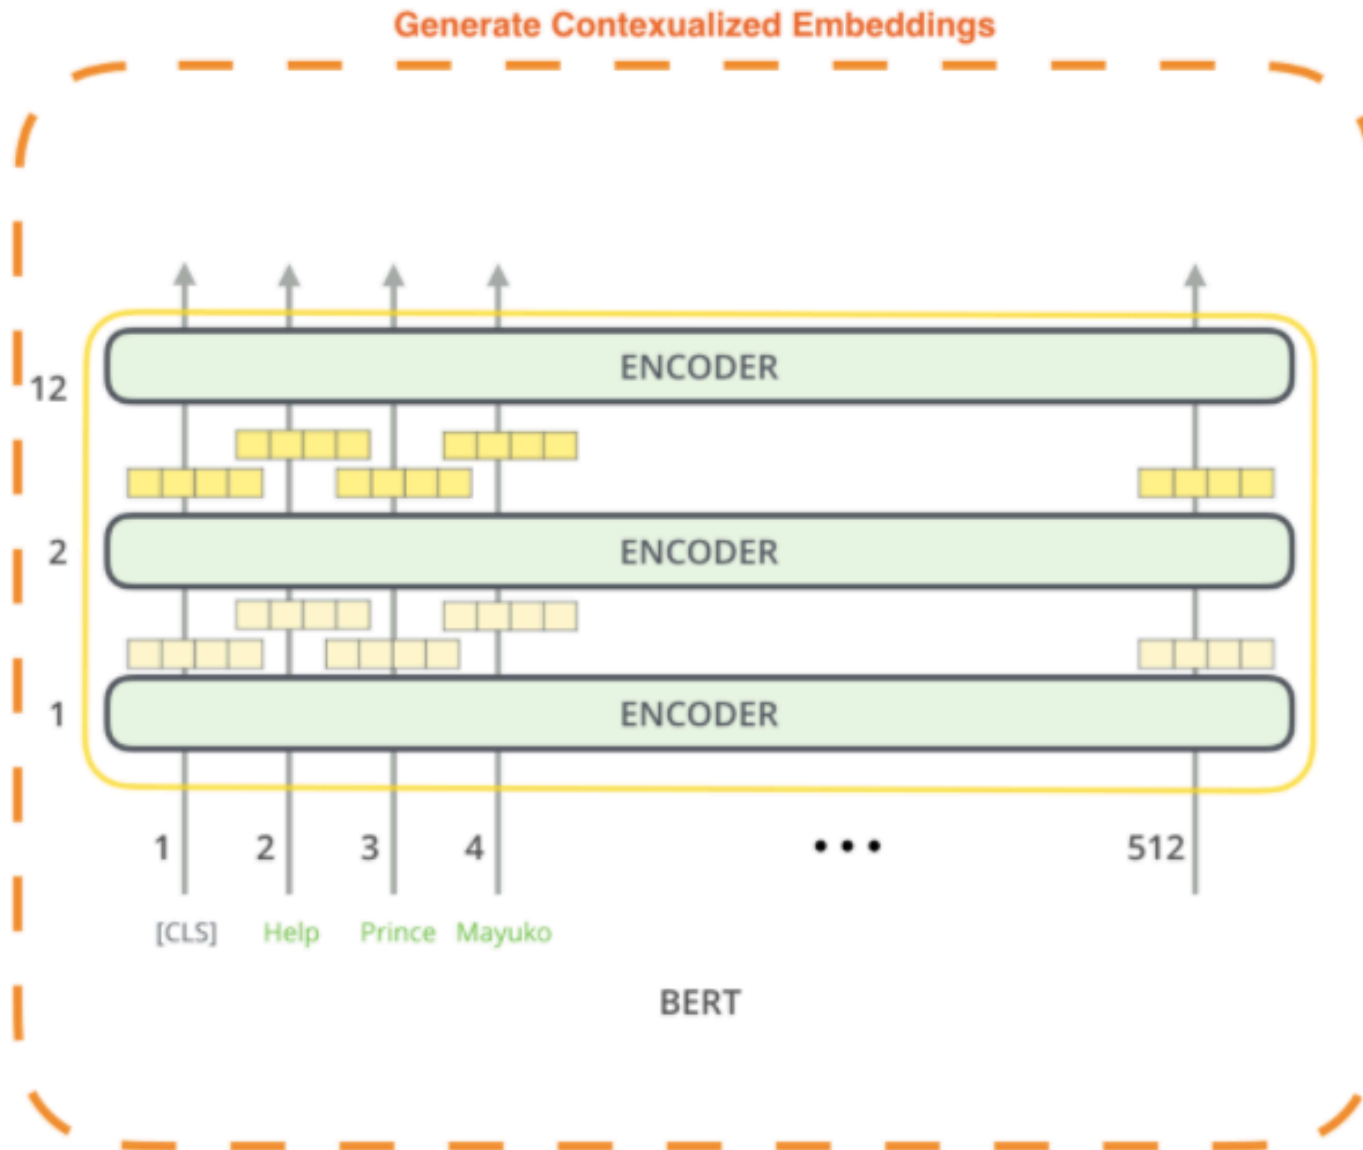 Generate Contexualized Embeddings
12 ENCODER
2 ENCODER
1 ENCODER
1 2 3 4 ••• 512
[CLS] Help Prince Mayuko
BERT